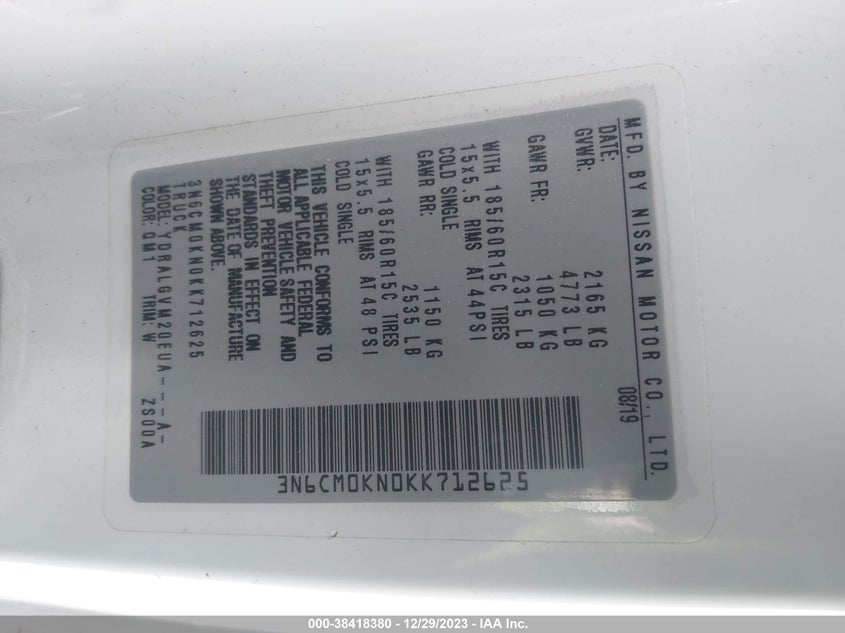 MFD. BY NISSAN MOTOR CO., LTD.
DATE: 08/19
GVWR: 2165 KG
4773 LB
GAWR FR: 1050 KG
2315 LB
WITH 185/60R15C TIRES
15x5.5 RIMS AT 44PSI
COLD SINGLE
GAWR RR: 1150 KG
2535 LB
WITH 185/60R15C TIRES
15x5.5 RIMS AT 48 PSI
COLD SINGLE
THIS VEHICLE CONFORMS TO
ALL APPLICABLE FEDERAL
MOTOR VEHICLE SAFETY AND
THEFT PREVENTION
STANDARDS IN EFFECT ON
THE DATE OF MANUFACTURE
SHOWN ABOVE.
3N6CM0KN0KK712625
TRUCK
MODEL: YDRALGVM20EUA---A-
COLOR: QM1 TRIM: W ZS00A
3N6CM0KN0KK712625
000-38418380 - 12/29/2023 - IAA Inc.